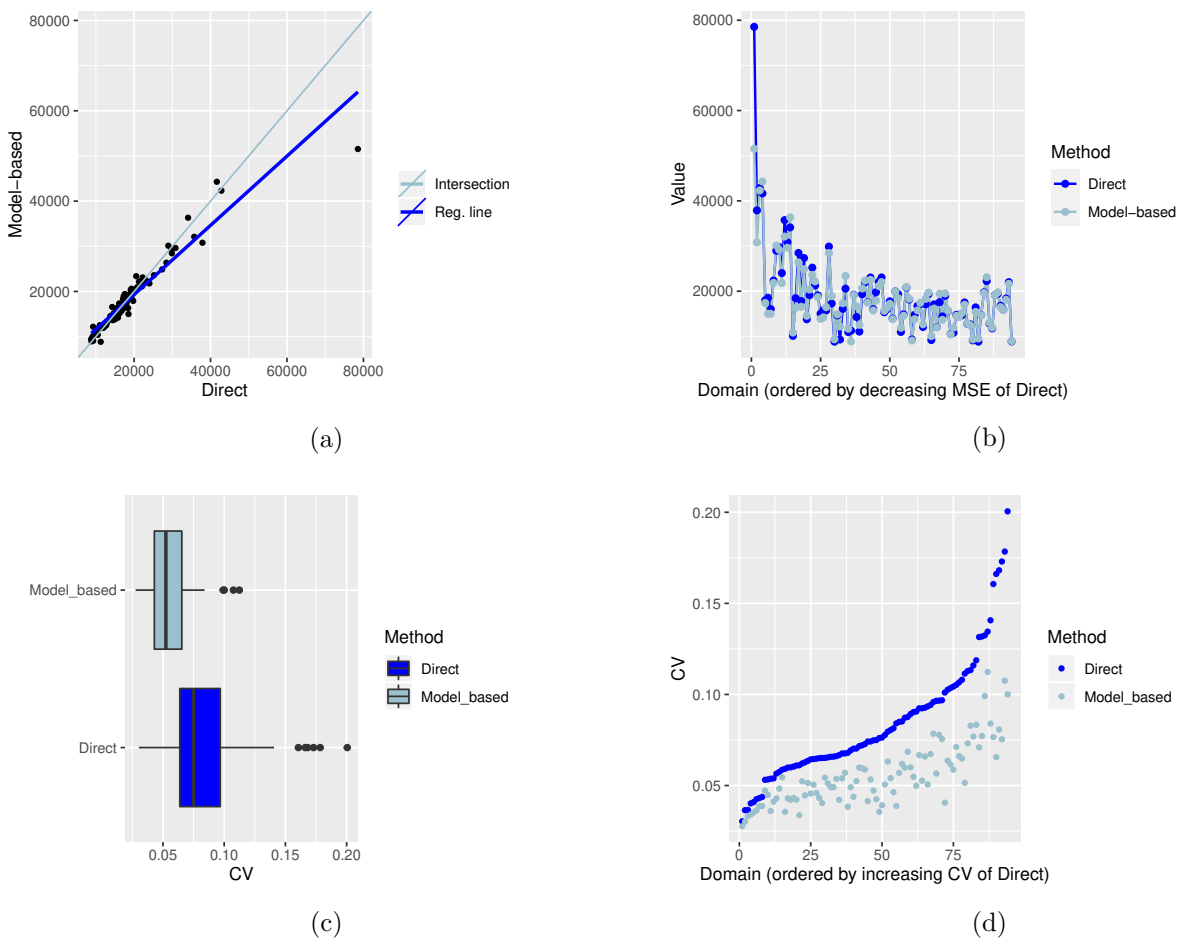 80000
60000
40000
20000
Model−based
20000
40000
60000
80000
Direct
Intersection
Reg. line
(a)
80000
60000
40000
20000
Value
0
25
50
75
Domain (ordered by decreasing MSE of Direct)
Method
Direct
Model−based
(b)
Model_based
Direct
0.05
0.10
0.15
0.20
CV
Method
Direct
Model_based
(c)
0.20
0.15
0.10
0.05
CV
0
25
50
75
Domain (ordered by increasing CV of Direct)
Method
Direct
Model_based
(d)